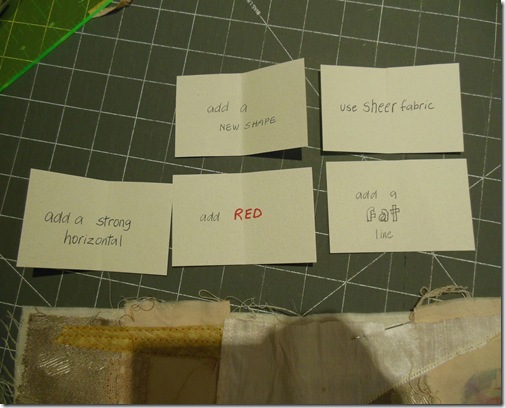 add a
NEW SHAPE
use sheer fabric
add a strong
horizontal
add RED
add a
fat
line